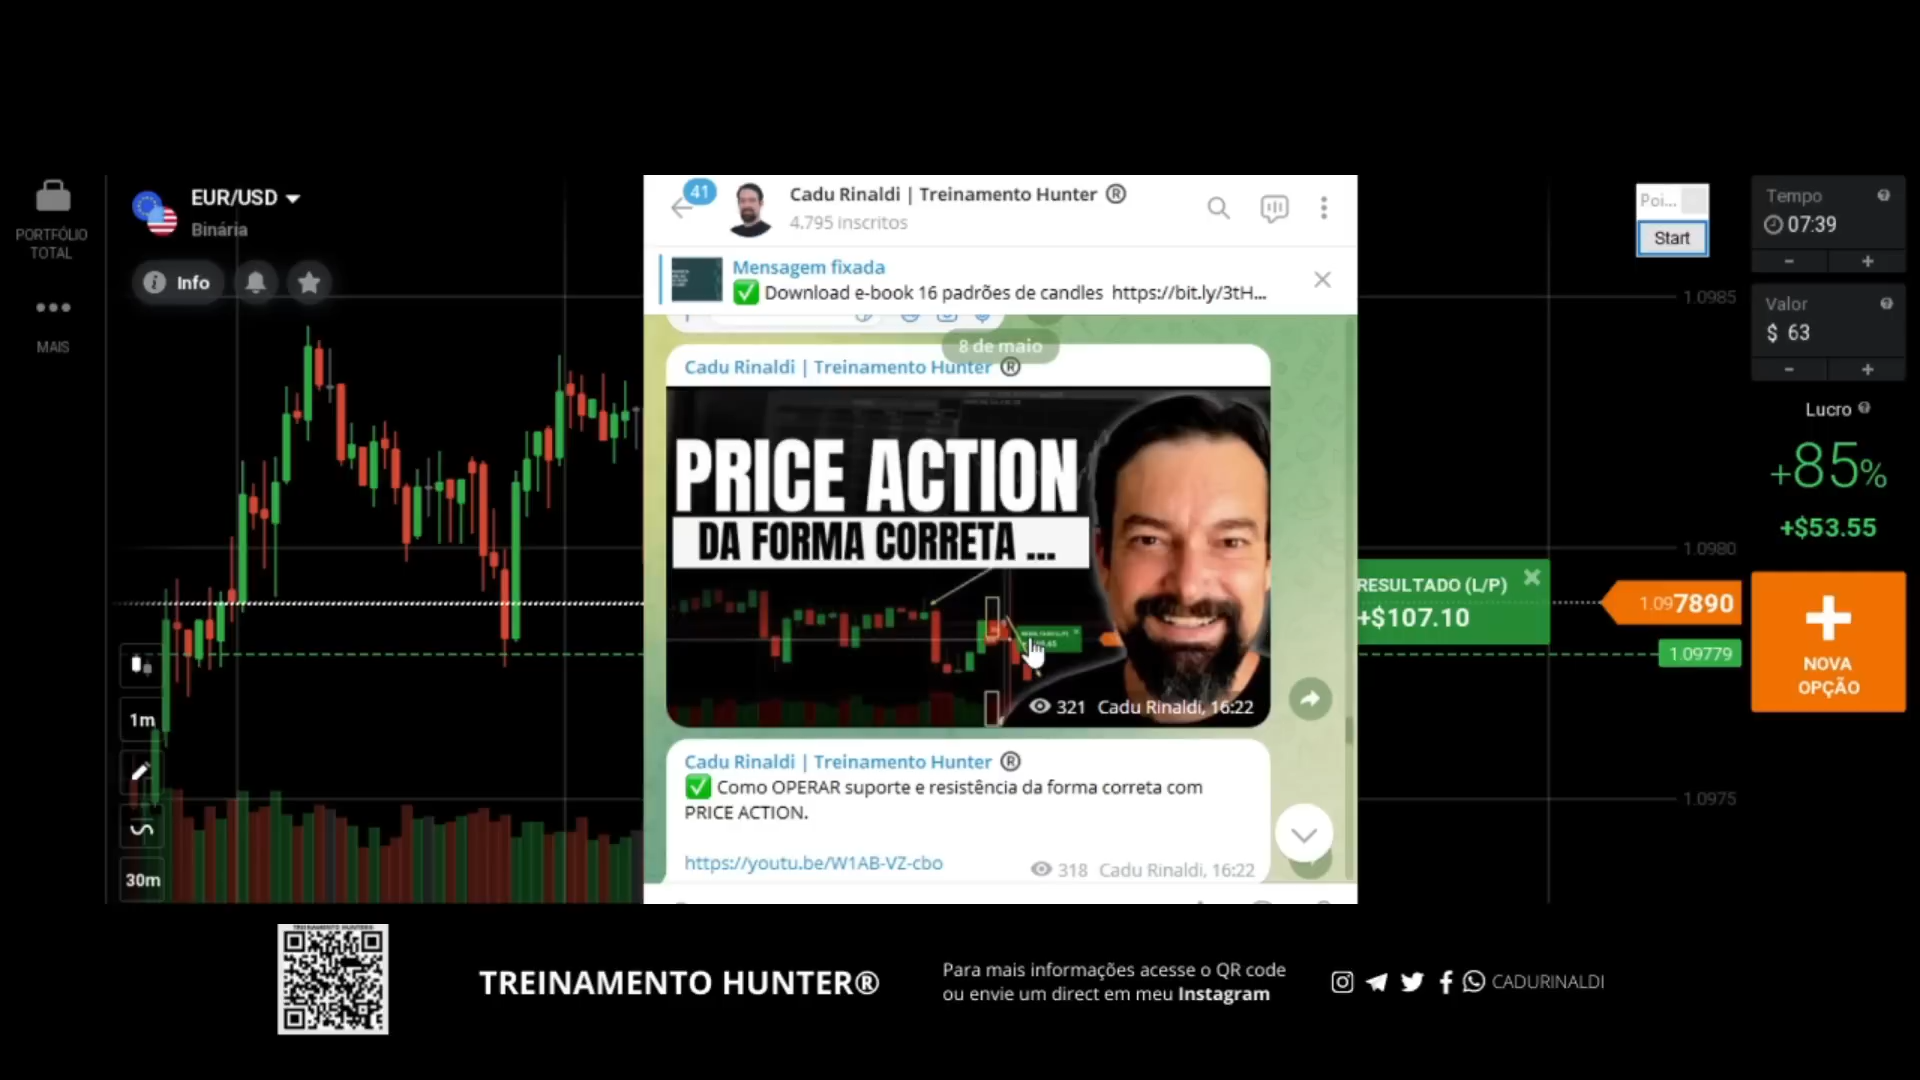 PORTFÓLIO
TOTAL
MAIS
EUR/USD
Binária
Info
1m
30m
41
Cadu Rinaldi | Treinamento Hunter ®
4.795 inscritos
Mensagem fixada
✅ Download e-book 16 padrões de candles https://bit.ly/3tH...
8 de maio
Cadu Rinaldi | Treinamento Hunter ®
PRICE ACTION
DA FORMA CORRETA ...
321 Cadu Rinaldi, 16:22
Cadu Rinaldi | Treinamento Hunter ®
✅ Como OPERAR suporte e resistência da forma correta com
PRICE ACTION.
https://youtu.be/W1AB-VZ-cbo
318 Cadu Rinaldi, 16:22
RESULTADO (L/P)
+$107.10
Poi...
Start
1.0985
1.0980
1.097890
1.09779
1.0975
Tempo
07:39
- +
Valor
$ 63
- +
Lucro
+85%
+$53.55
NOVA
OPÇÃO
TREINAMENTO HUNTER®
Para mais informações acesse o QR code
ou envie um direct em meu Instagram
CADURINALDI